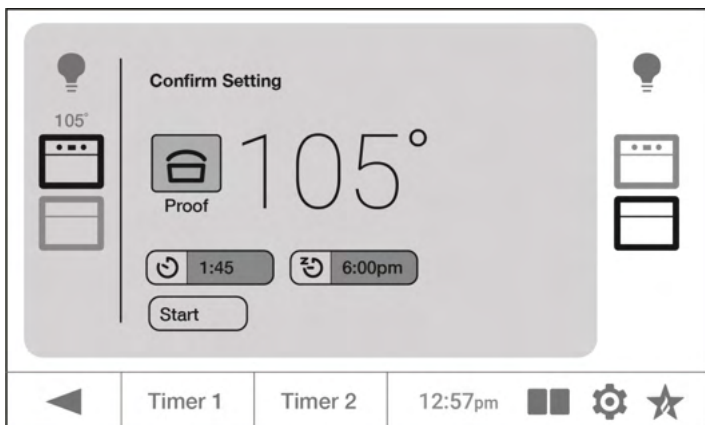 Confirm Setting
105°
105°
Proof
1:45
6:00pm
Start
Timer 1
Timer 2
12:57pm